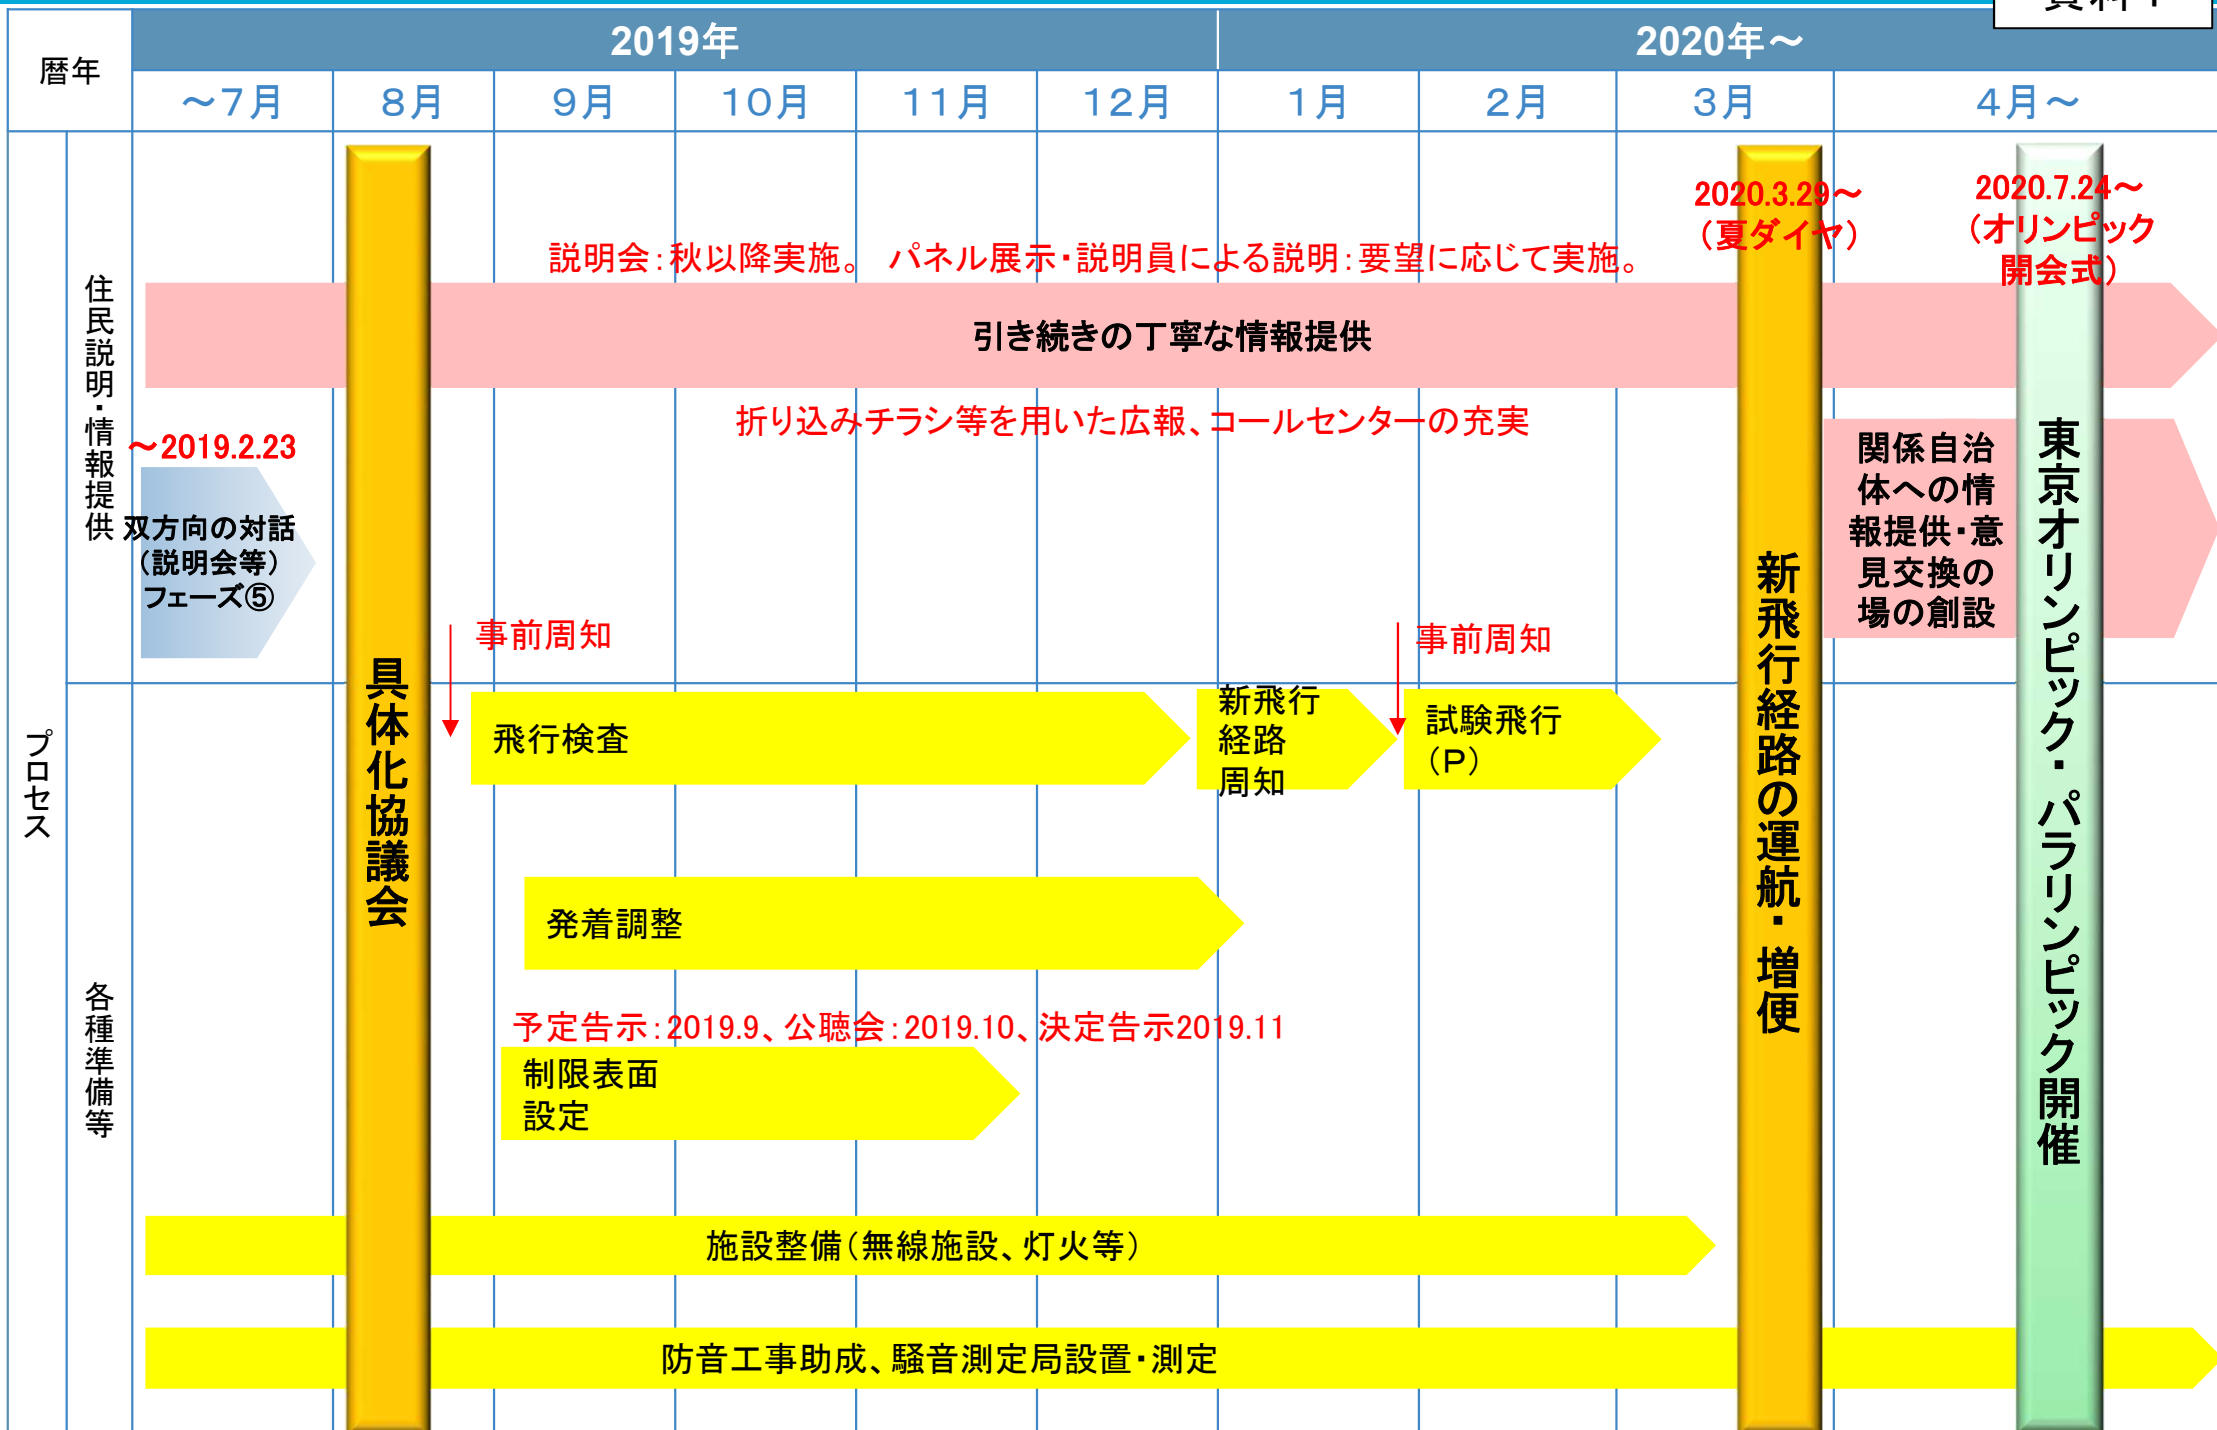 暦年
2019年
2020年～
～7月
8月
9月
10月
11月
12月
1月
2月
3月
4月～
プロセス
住民説明・情報提供
2020.3.29～
（夏ダイヤ）
2020.7.24～
（オリンピック
開会式）
説明会：秋以降実施。 パネル展示・説明員による説明：要望に応じて実施。
引き続きの丁寧な情報提供
折り込みチラシ等を用いた広報、コールセンターの充実
～2019.2.23
双方向の対話
（説明会等）
フェーズ⑤
関係自治
体への情
報提供・意
見交換の
場の創設
事前周知
事前周知
具体化協議会
新飛行経路の運航・増便
東京オリンピック・パラリンピック開催
各種準備等
飛行検査
新飛行
経路
周知
試験飛行
（P）
発着調整
予定告示：2019.9、公聴会：2019.10、決定告示2019.11
制限表面
設定
施設整備（無線施設、灯火等）
防音工事助成、騒音測定局設置・測定